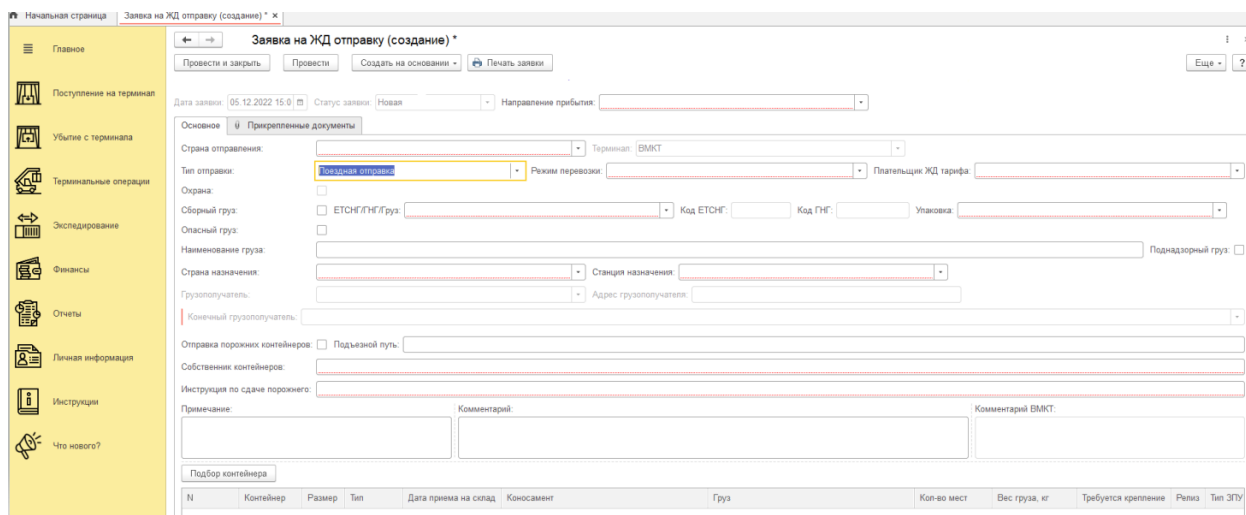 Начальная страница Заявка на ЖД отправку (создание) * ×
Главное
Поступление на терминал
Убытие с терминала
Терминальные операции
Экспедирование
Финансы
Отчеты
Личная информация
Инструкции
Что нового?
Заявка на ЖД отправку (создание) *
Провести и закрыть Провести Создать на основании Печать заявки Еще ?
Дата заявки: 05.12.2022 15:0 Статус заявки: Новая Направление прибытия:
Основное Прикрепленные документы
Страна отправления: Терминал: ВМКТ
Тип отправки: Поездная отправка Режим перевозки: Плательщик ЖД тарифа:
Охрана:
Сборный груз: ЕТСНГ/ГНГ/Груз: Код ЕТСНГ: Код ГНГ: Упаковка:
Опасный груз:
Наименование груза: Поднадзорный груз:
Страна назначения: Станция назначения:
Грузополучатель: Адрес грузополучателя:
Конечный грузополучатель:
Отправка порожних контейнеров: Подъезной путь:
Собственник контейнеров:
Инструкция по сдаче порожнего:
Примечание: Комментарий: Комментарий ВМКТ:
Подбор контейнера
N Контейнер Размер Тип Дата приема на склад Коносамент Груз Кол-во мест Вес груза, кг Требуется крепление Релиз Тип ЗПУ